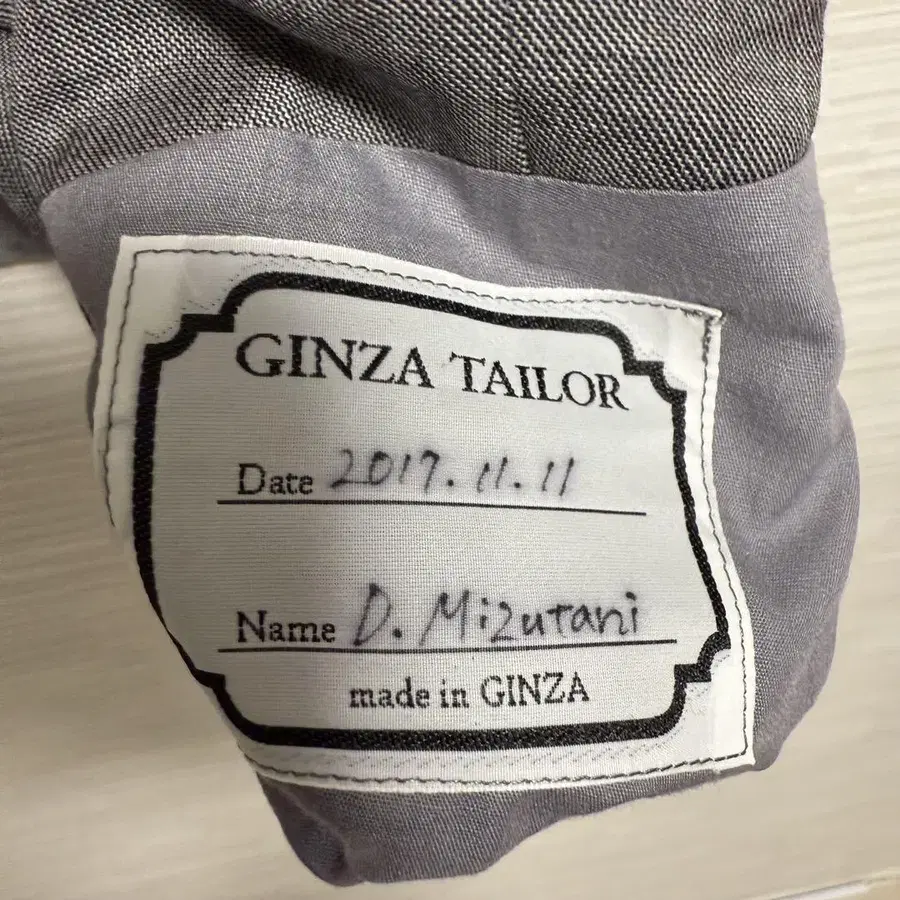 GINZA TAILOR
Date 2017.11.11
Name D. Mizutani
made in GINZA